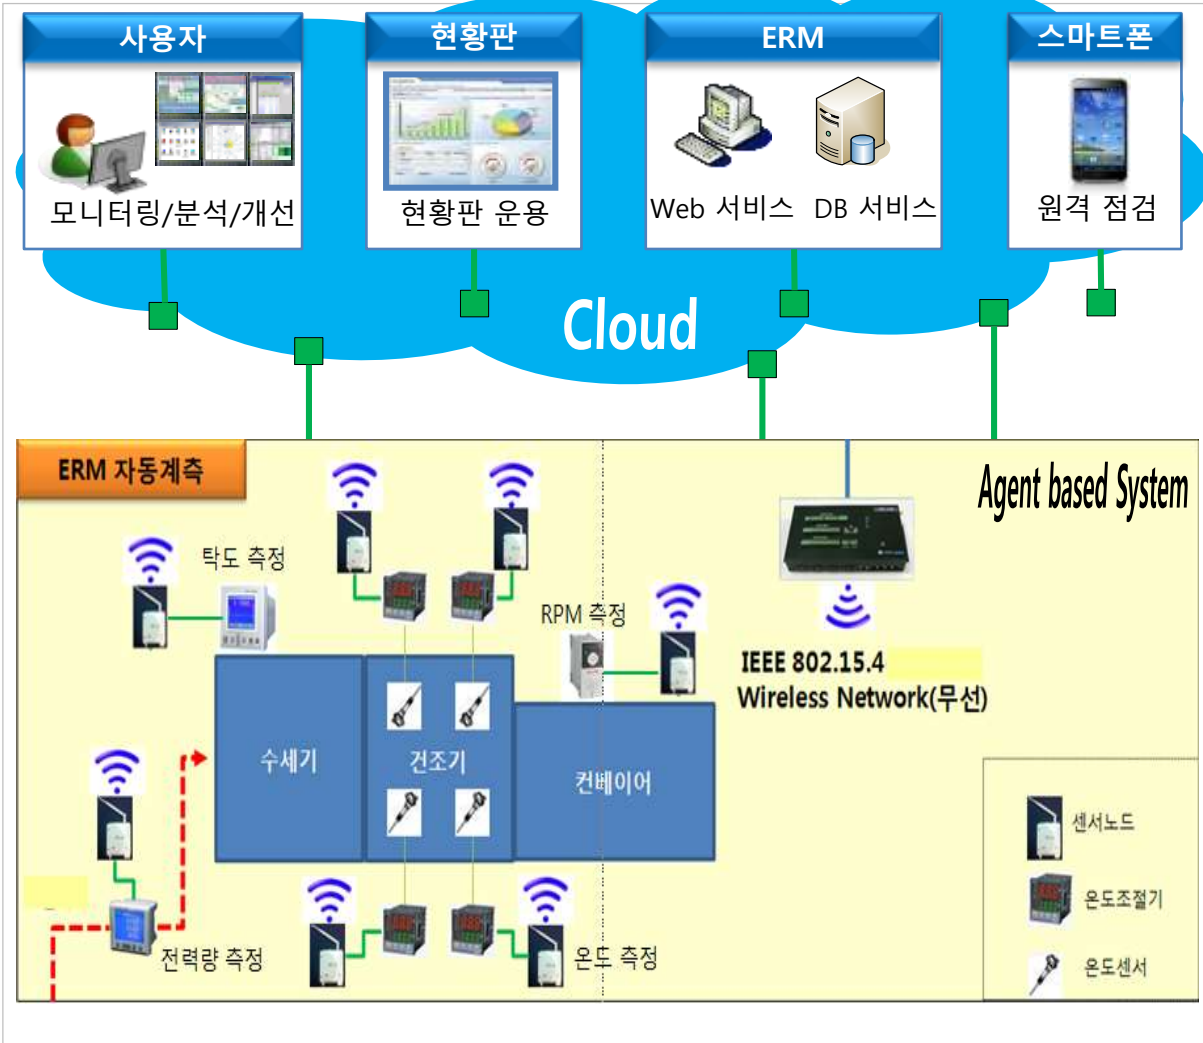 사용자
현황판
ERM
스마트폰
모니터링/분석/개선
현황판 운용
Web 서비스
DB 서비스
원격 점검
Cloud
ERM 자동계측
Agent based System
탁도 측정
RPM 측정
IEEE 802.15.4
Wireless Network(무선)
수세기
건조기
컨베이어
센서노드
온도조절기
온도센서
전력량 측정
온도 측정